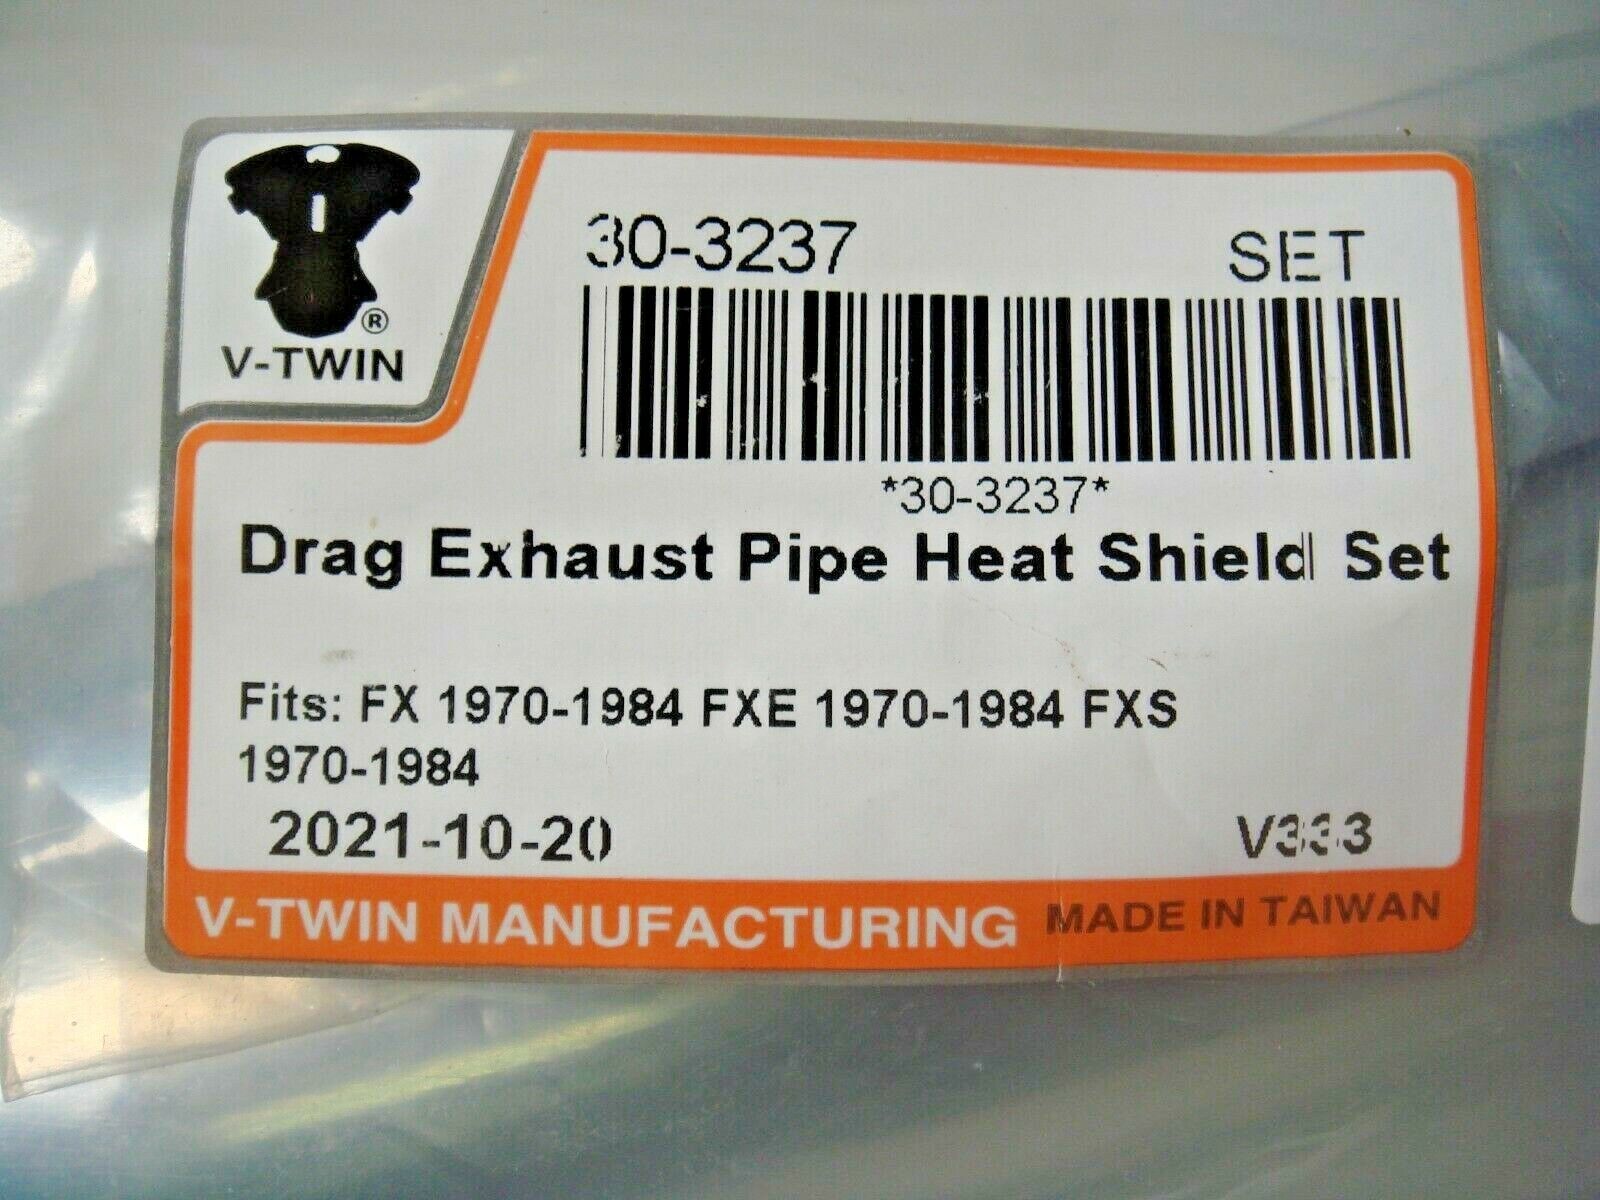 V-TWIN ®
30-3237 SET
*30-3237*
Drag Exhaust Pipe Heat Shield Set
Fits: FX 1970-1984 FXE 1970-1984 FXS
1970-1984
2021-10-20 V333
V-TWIN MANUFACTURING MADE IN TAIWAN